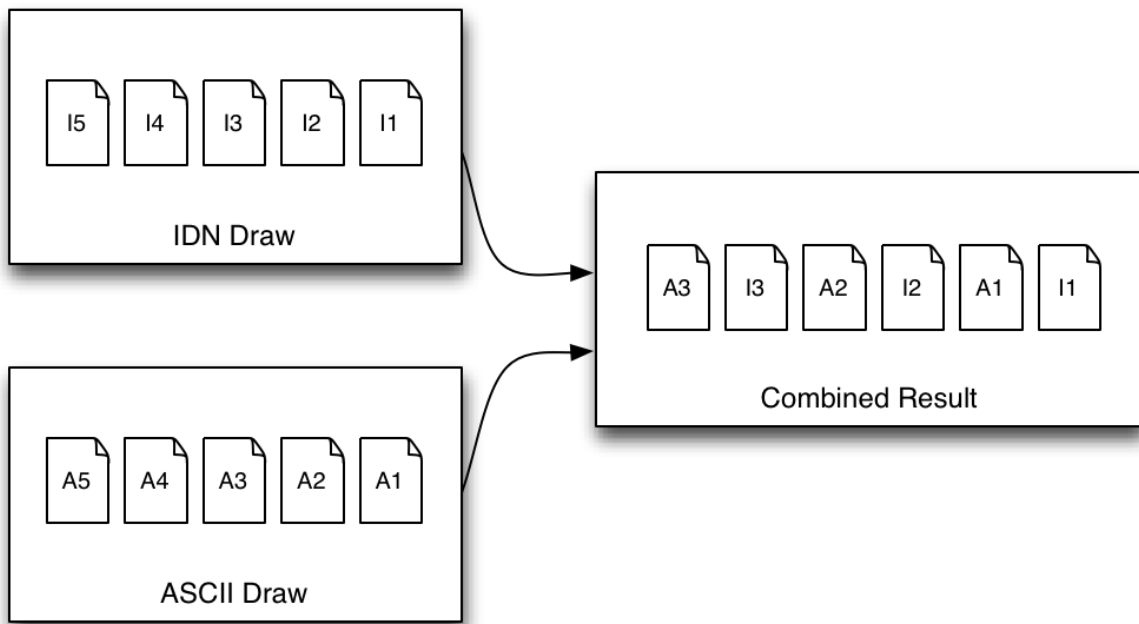 I5 I4 I3 I2 I1
IDN Draw
A3 I3 A2 I2 A1 I1
Combined Result
A5 A4 A3 A2 A1
ASCII Draw